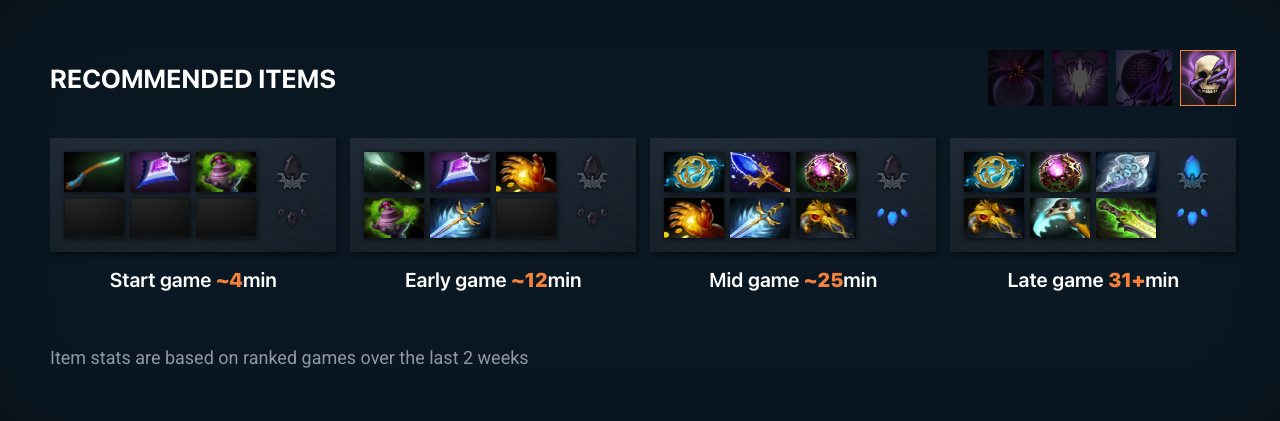 RECOMMENDED ITEMS
Start game ~4min
Early game ~12min
Mid game ~25min
Late game 31+min
Item stats are based on ranked games over the last 2 weeks